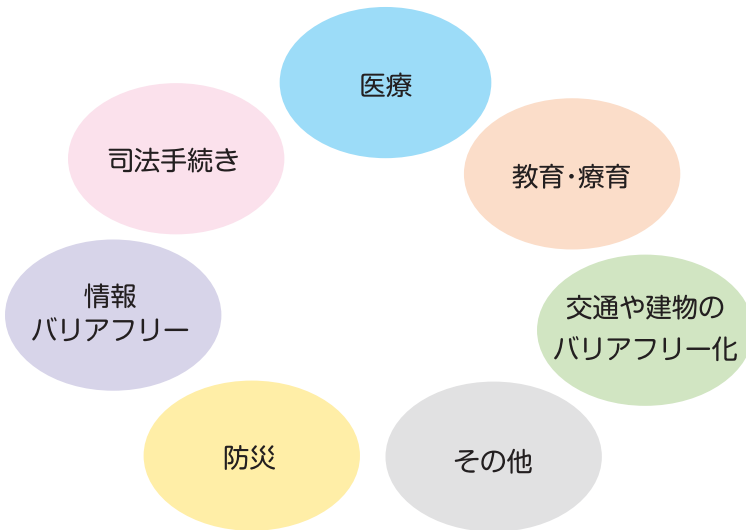 医療
教育・療育
交通や建物の
バリアフリー化
その他
防災
情報
バリアフリー
司法手続き